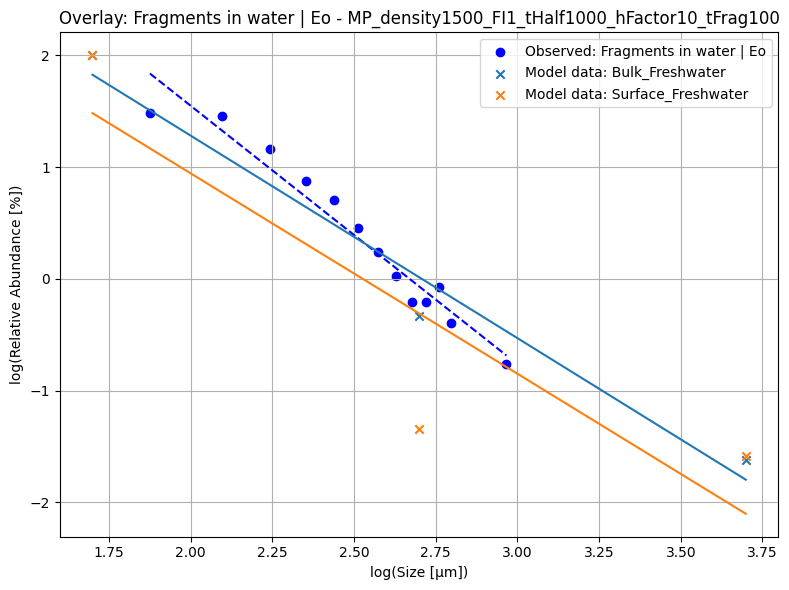 Overlay: Fragments in water | Eo - MP_density1500_FI1_tHalf1000_hFactor10_tFrag100
Observed: Fragments in water | Eo
Model data: Bulk_Freshwater
Model data: Surface_Freshwater
log(Relative Abundance [%])
2
1
0
−1
−2
1.75 2.00 2.25 2.50 2.75 3.00 3.25 3.50 3.75
log(Size [µm])